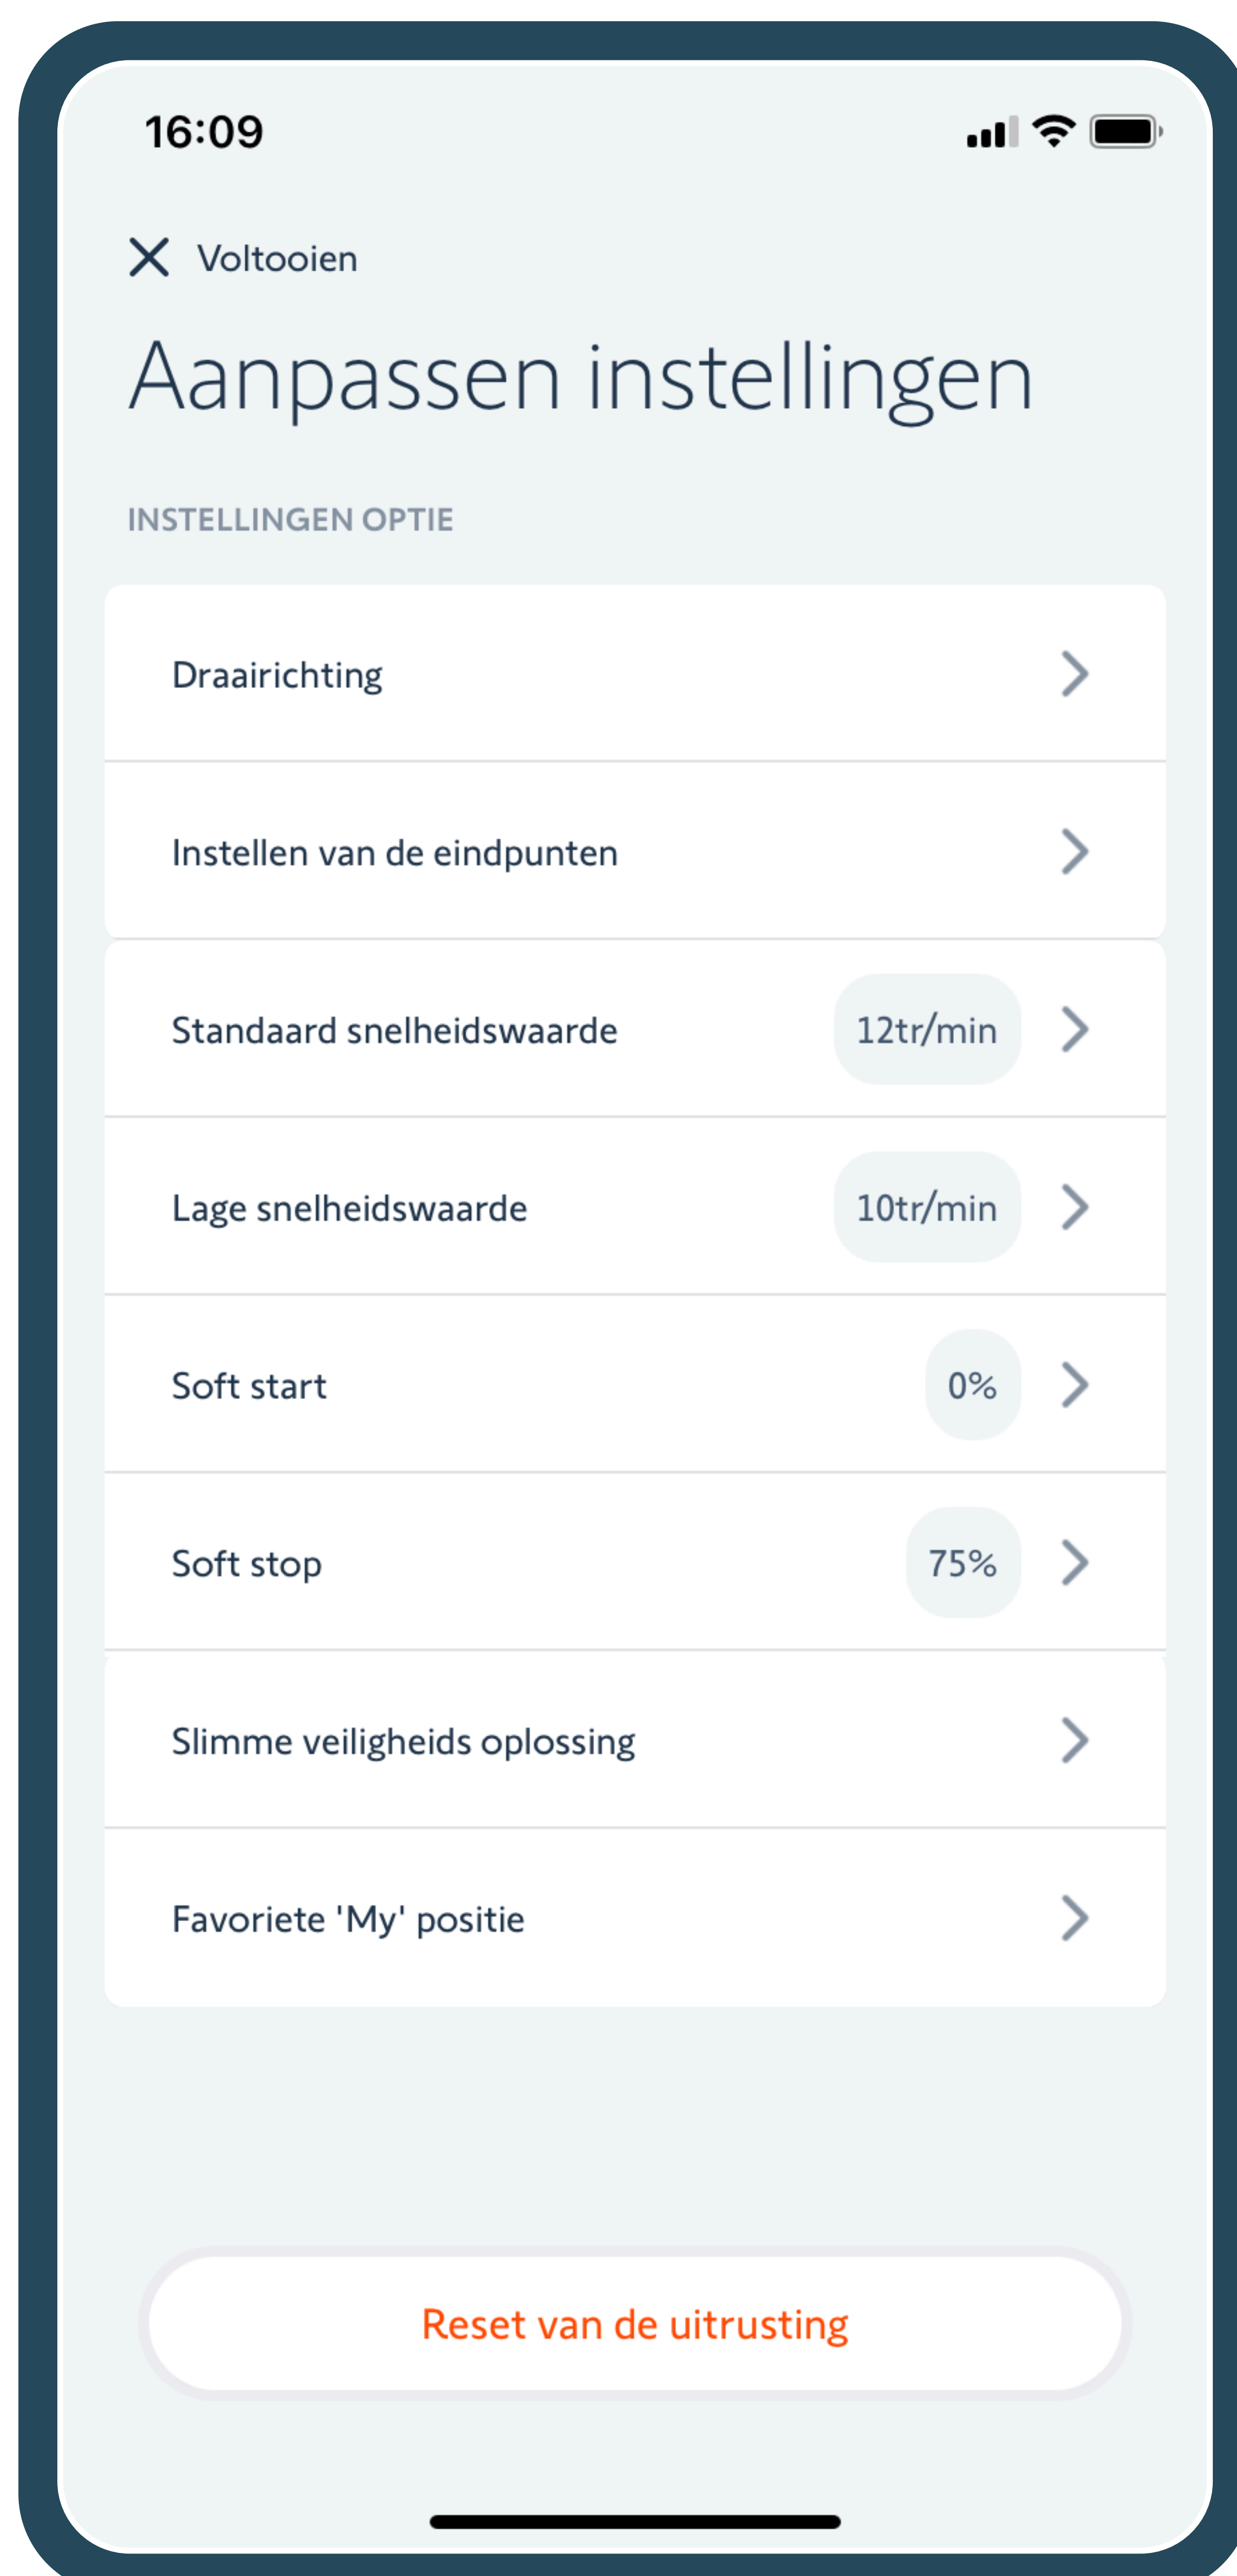 16:09
Voltooien
Aanpassen instellingen
INSTELLINGEN OPTIE
Draairichting
Instellen van de eindpunten
Standaard snelheidswaarde 12tr/min
Lage snelheidswaarde 10tr/min
Soft start 0%
Soft stop 75%
Slimme veiligheids oplossing
Favoriete 'My' positie
Reset van de uitrusting